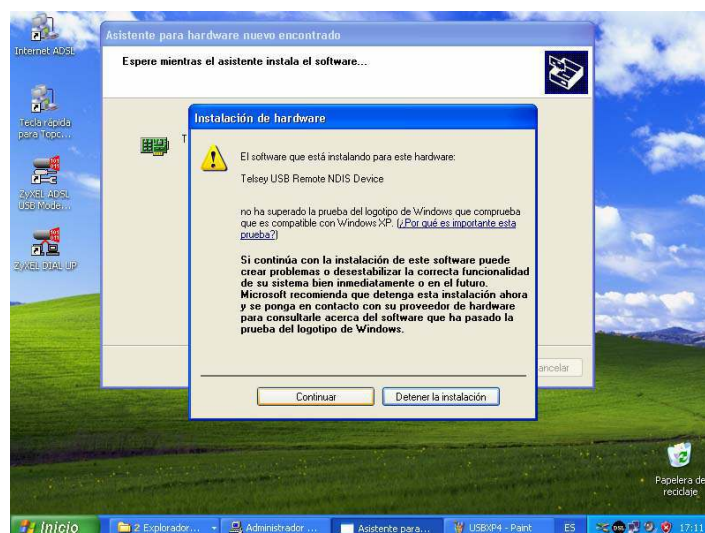 Internet ADSL
Tecla rápida
para Topc...
ZyXEL ADSL
USB Mode...
ZyXEL DIAL UP
Asistente para hardware nuevo encontrado
Espere mientras el asistente instala el software...
T
Instalación de hardware
El software que está instalando para este hardware:
Telsey USB Remote NDIS Device
no ha superado la prueba del logotipo de Windows que comprueba
que es compatible con Windows XP. (¿Por qué es importante esta
prueba?)
Si continúa con la instalación de este software puede
crear problemas o desestabilizar la correcta funcionalidad
de su sistema bien inmediatamente o en el futuro.
Microsoft recomienda que detenga esta instalación ahora
y se ponga en contacto con su proveedor de hardware
para consultarle acerca del software que ha pasado la
prueba del logotipo de Windows.
Continuar
Detener la instalación
ancelar
Papelera de
reciclaje
Inicio
2 Explorador...
Administrador ...
Asistente para...
USBXP4 - Paint
ES
DSL
17:11